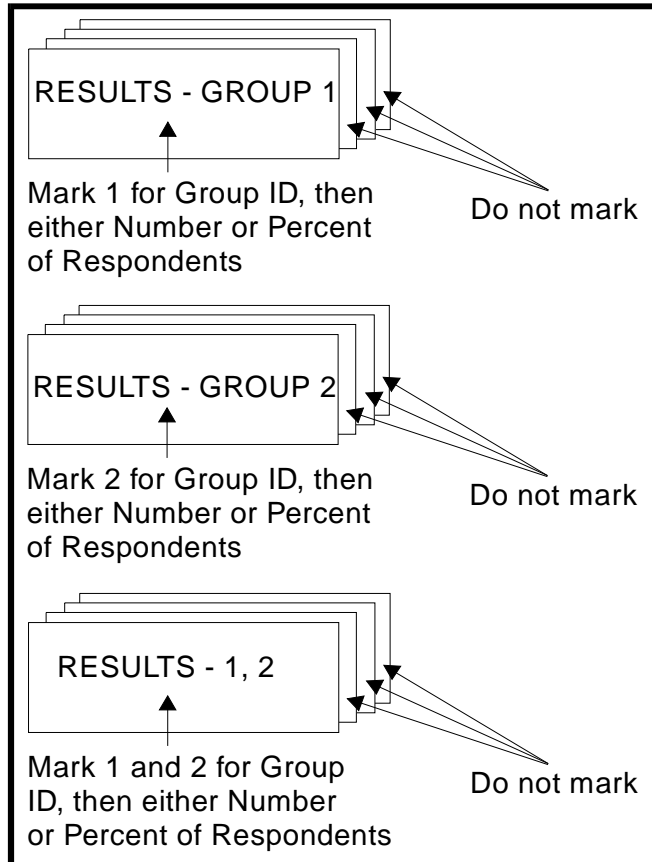 RESULTS - GROUP 1
Mark 1 for Group ID, then
either Number or Percent
of Respondents
Do not mark
RESULTS - GROUP 2
Mark 2 for Group ID, then
either Number or Percent
of Respondents
Do not mark
RESULTS - 1, 2
Mark 1 and 2 for Group
ID, then either Number
or Percent of Respondents
Do not mark